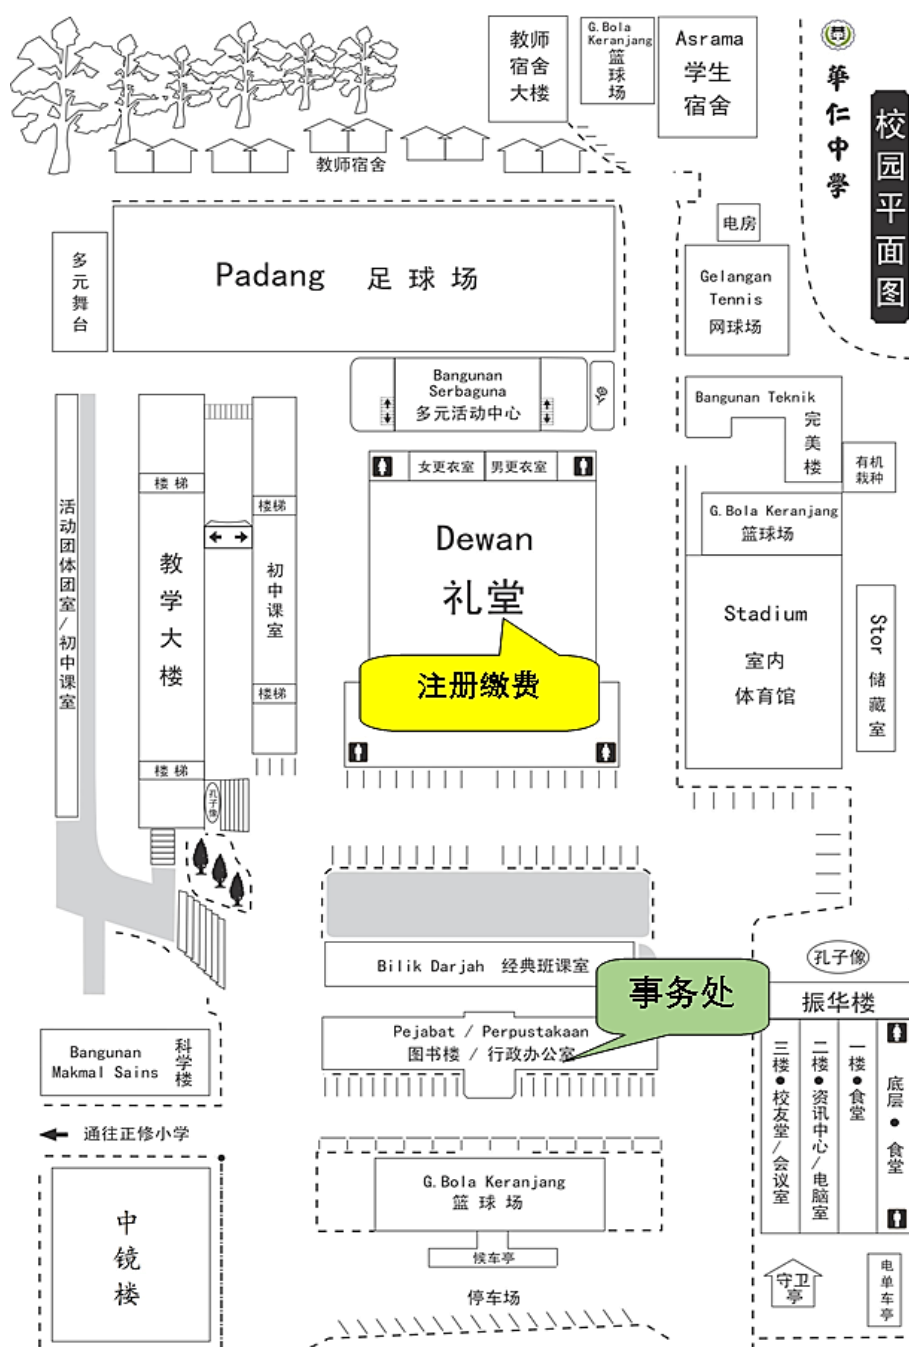 華仁中学
校园平面图
教师
宿舍
大楼
G.Bola
Keranjang
篮
球
场
Asrama
学生
宿舍
教师宿舍
电房
多元舞台
Padang 足球场
Gelangan
Tennis
网球场
Bangunan
Serbaguna
多元活动中心
Bangunan Teknik
完美楼
有机
栽种
女更衣室
男更衣室
G.Bola Keranjang
篮球场
活动团体团室/初中课室
楼梯
教学大楼
楼梯
楼梯
初中课室
楼梯
孔子像
Dewan
礼堂
注册缴费
Stadium
室内
体育馆
Stor 储藏室
Bilik Darjah 经典班课室
事务处
Pejabat / Perpustakaan
图书楼 / 行政办公室
孔子像
振华楼
三楼●校友堂/会议室
二楼●资讯中心/电脑室
一楼●食堂
底层●食堂
Bangunan
Makmal Sains
科学楼
通往正修小学
中镜楼
G.Bola Keranjang
篮球场
候车亭
停车场
守卫
亭
电单车亭